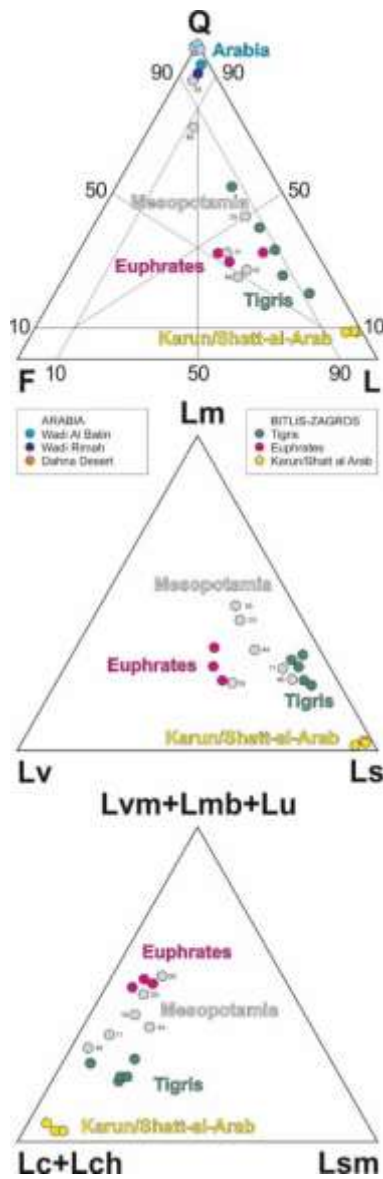 Q
Arabia
90 90
Mesopotamia
50 50
Euphrates
Tigris
10 Karun/Shatt-al-Arab 10
F 10 50 90 L
ARABIA
Wadi Al Batin
Wadi Rimah
Dahna Desert
Lm
BITLIS-ZAGROS
Tigris
Euphrates
Karun/Shatt al Arab
Mesopotamia
Euphrates
Tigris
Karun/Shatt-al-Arab
Lv Ls
Lvm+Lmb+Lu
Euphrates
Mesopotamia
Tigris
Karun/Shatt-al-Arab
Lc+Lch Lsm